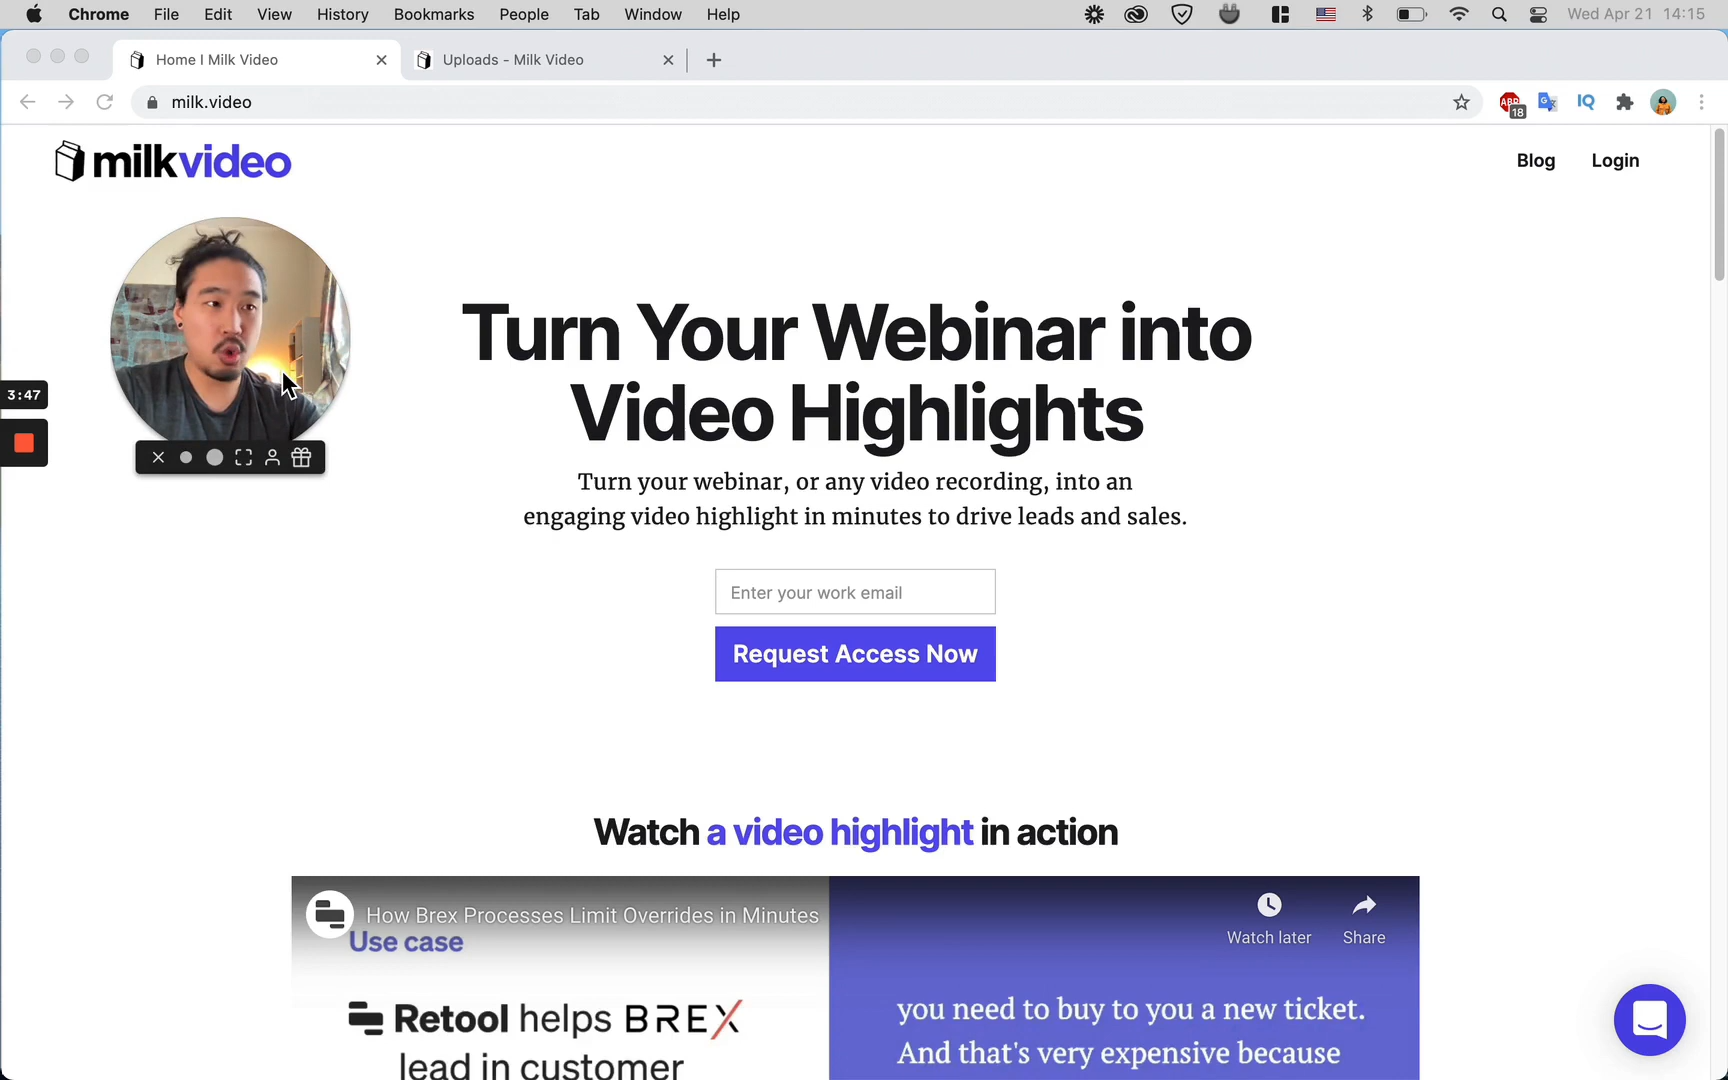 Chrome File Edit View History Bookmarks People Tab Window Help Wed Apr 21 14:15
Home | Milk Video
Uploads - Milk Video
milk.video
ABP
18
IQ
milkvideo
Blog Login
Turn Your Webinar into
Video Highlights
3:47
Turn your webinar, or any video recording, into an
engaging video highlight in minutes to drive leads and sales.
Enter your work email
Request Access Now
Watch a video highlight in action
How Brex Processes Limit Overrides in Minutes
Watch later
Share
Use case
Retool helps BREX
lead in customer
you need to buy to you a new ticket.
And that's very expensive because